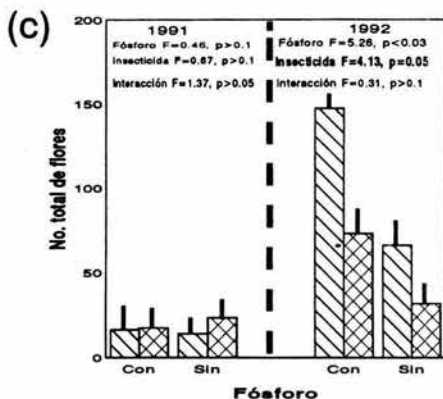 (c)
1991
Fósforo F=0.46, p>0.1
Insecticida F=0.67, p>0.1
Interacción F=1.37, p>0.05
1992
Fósforo F=5.26, p<0.03
Insecticida F=4.13, p=0.05
Interacción F=0.31, p>0.1
No. total de flores
200
150
100
50
0
Con
Sin
Con
Sin
Fósforo